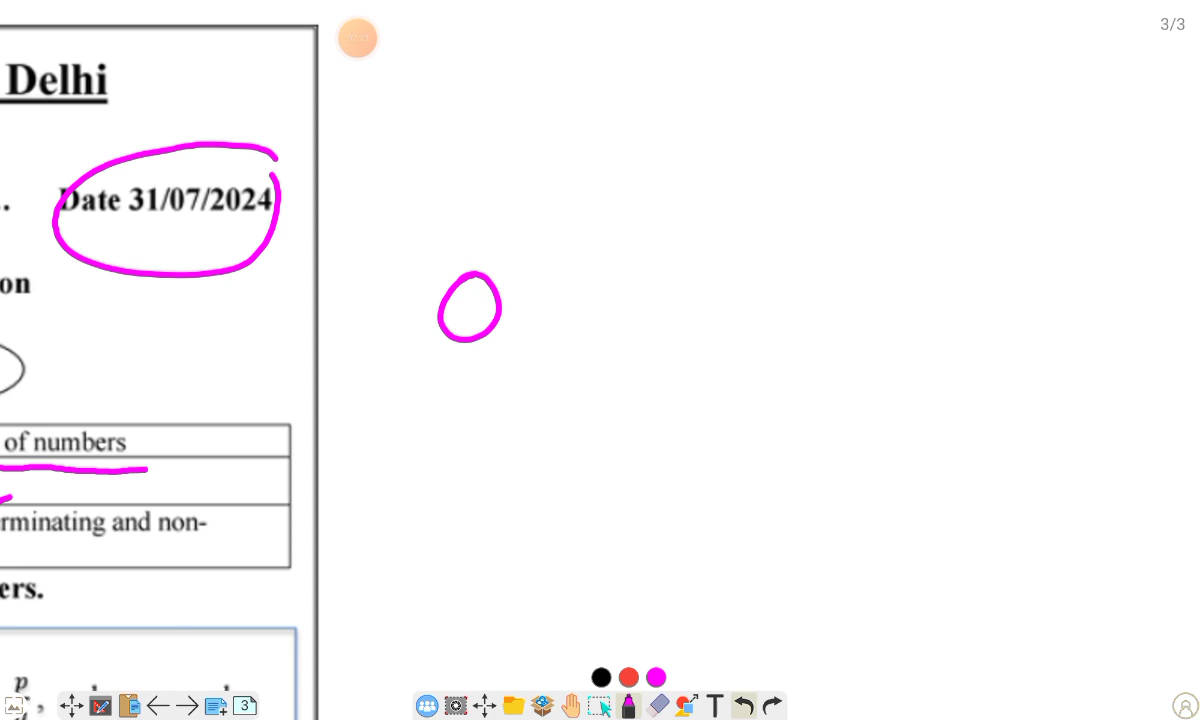 3/3
Delhi
.. Date 31/07/2024
on
of numbers
rminating and non-
ers.
p
3
T